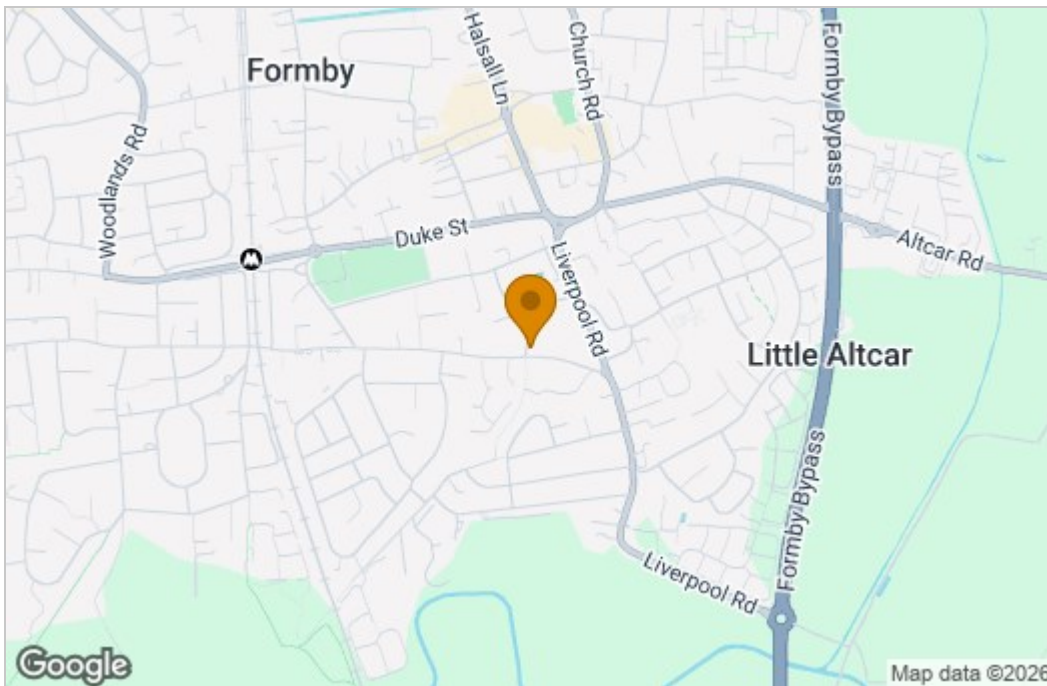 Formby
Halsall Ln
Church Rd
Formby Bypass
Woodlands Rd
Duke St
Altcar Rd
Liverpool Rd
Little Altcar
Formby Bypass
Liverpool Rd
Google
Map data ©2026